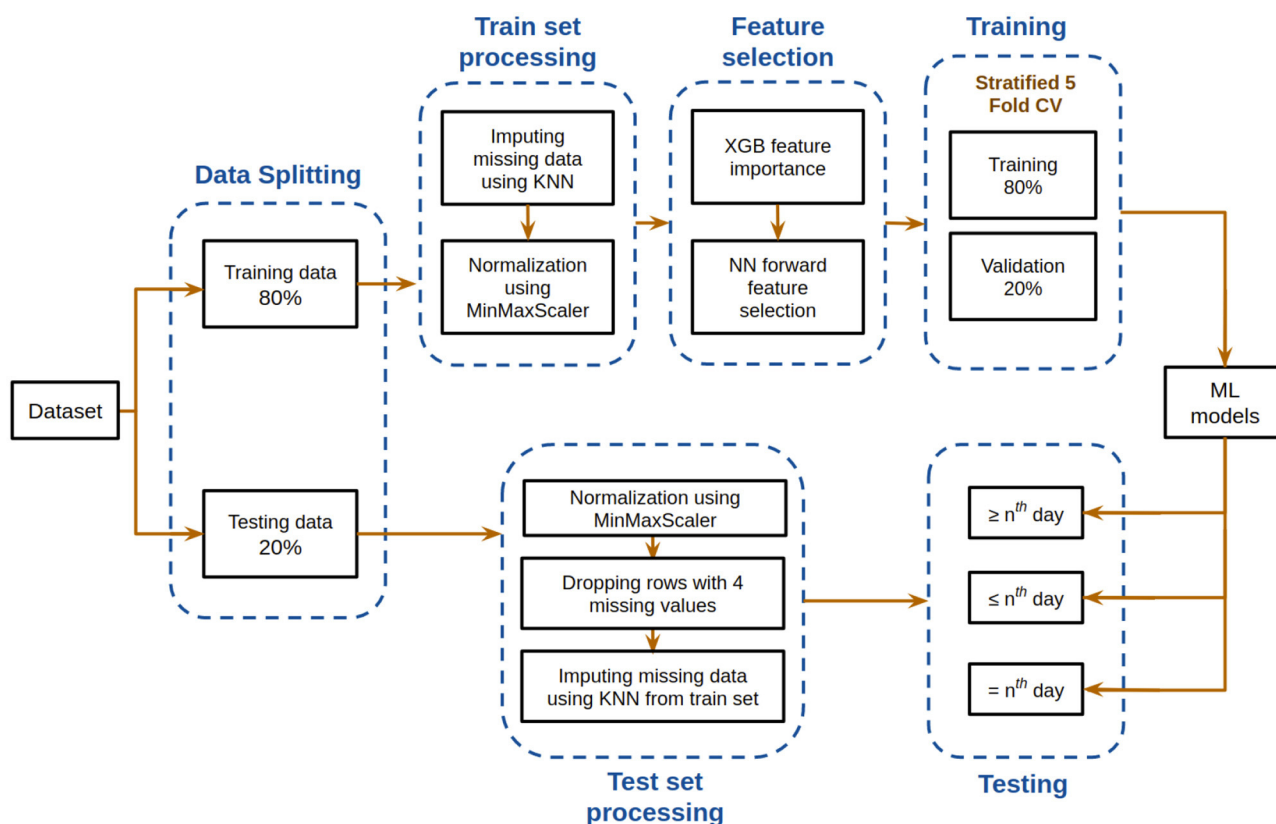 Train set
processing
Feature
selection
Training
Stratified 5
Fold CV
Imputing
missing data
using KNN
XGB feature
importance
Training
80%
Data Splitting
Training data
80%
Normalization
using
MinMaxScaler
NN forward
feature
selection
Validation
20%
Dataset
ML
models
Testing data
20%
Normalization using
MinMaxScaler
Dropping rows with 4
missing values
Imputing missing data
using KNN from train set
≥ nth day
≤ nth day
= nth day
Test set
processing
Testing